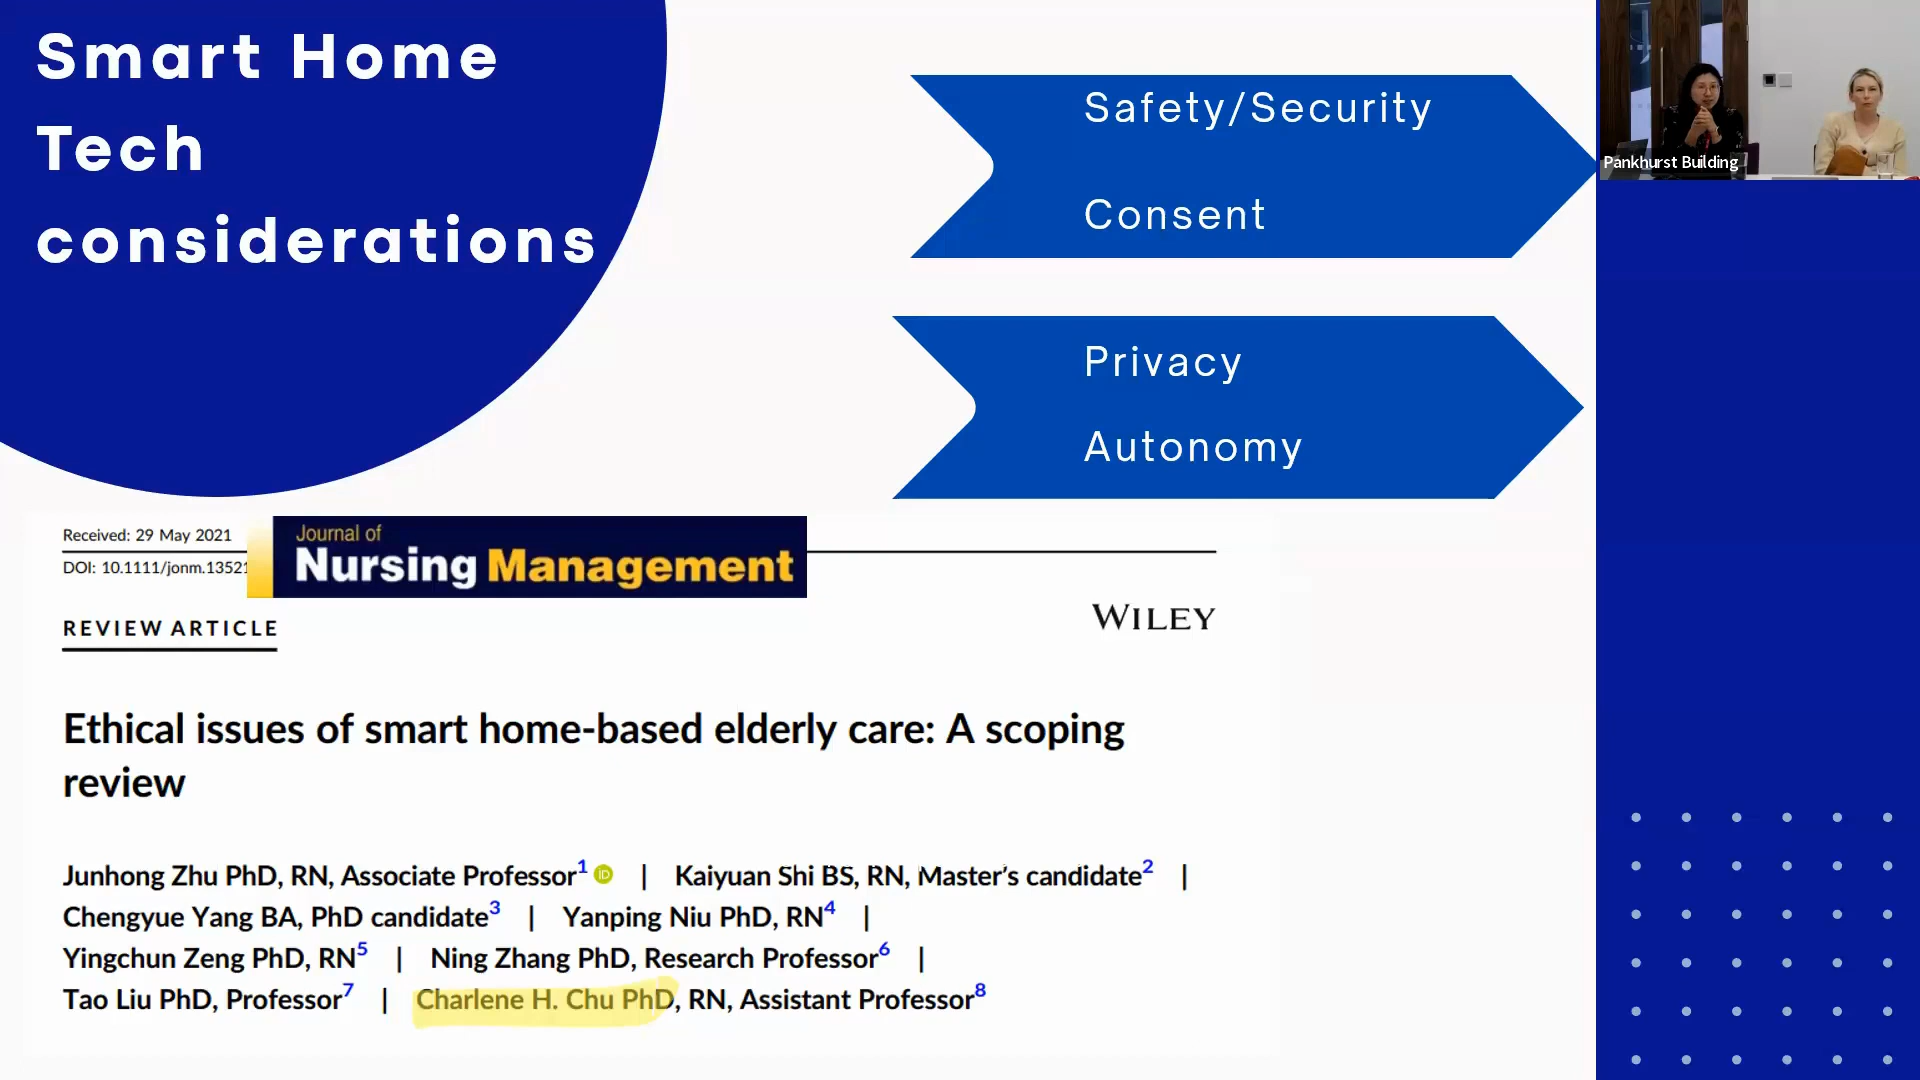 Smart Home
Tech
considerations
Safety/Security
Consent
Privacy
Autonomy
Pankhurst Building
Received: 29 May 2021
DOI: 10.1111/jonm.13521
Journal of
Nursing Management
REVIEW ARTICLE
WILEY
Ethical issues of smart home-based elderly care: A scoping
review
Junhong Zhu PhD, RN, Associate Professor1 iD | Kaiyuan Shi BS, RN, Master's candidate2 |
Chengyue Yang BA, PhD candidate3 | Yanping Niu PhD, RN4 |
Yingchun Zeng PhD, RN5 | Ning Zhang PhD, Research Professor6 |
Tao Liu PhD, Professor7 | Charlene H. Chu PhD, RN, Assistant Professor8